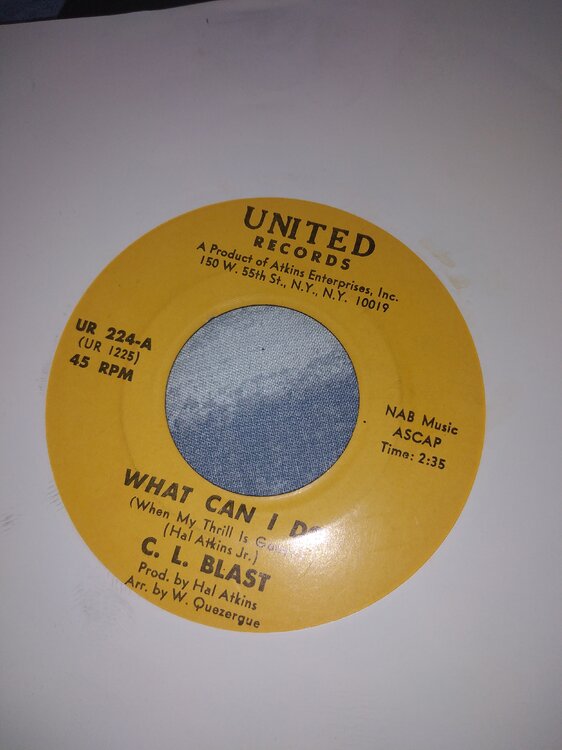 UNITED
RECORDS
A Product of Atkins Enterprises, Inc.
150 W. 55th St., N.Y., N.Y. 10019
UR 224-A
(UR 1225)
45 RPM
NAB Music
ASCAP
Time: 2:35
WHAT CAN I DO
(When My Thrill Is
(Hal Atkins Jr.)
C. L. BLAST
Prod. by Hal Atkins
Arr. by W. Quezergue